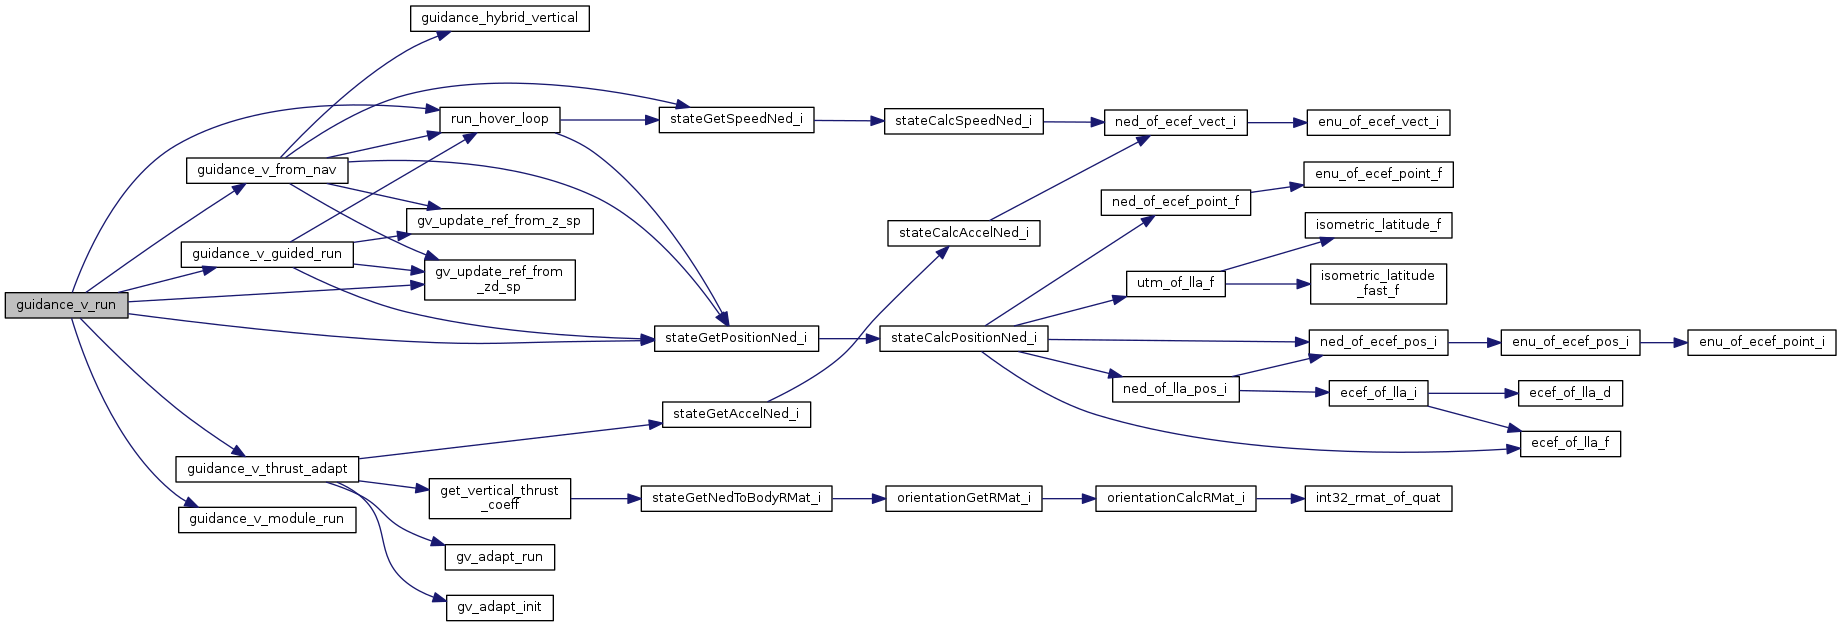 guidance_hybrid_vertical
run_hover_loop
stateGetSpeedNed_i
stateCalcSpeedNed_i
ned_of_ecef_vect_i
enu_of_ecef_vect_i
guidance_v_from_nav
enu_of_ecef_point_f
ned_of_ecef_point_f
gv_update_ref_from_z_sp
isometric_latitude_f
stateCalcAccelNed_i
guidance_v_guided_run
gv_update_ref_from
_zd_sp
utm_of_lla_f
isometric_latitude
_fast_f
guidance_v_run
stateGetPositionNed_i
stateCalcPositionNed_i
ned_of_ecef_pos_i
enu_of_ecef_pos_i
enu_of_ecef_point_i
ned_of_lla_pos_i
ecef_of_lla_i
ecef_of_lla_d
stateGetAccelNed_i
ecef_of_lla_f
guidance_v_thrust_adapt
get_vertical_thrust
_coeff
stateGetNedToBodyRMat_i
orientationGetRMat_i
orientationCalcRMat_i
int32_rmat_of_quat
guidance_v_module_run
gv_adapt_run
gv_adapt_init